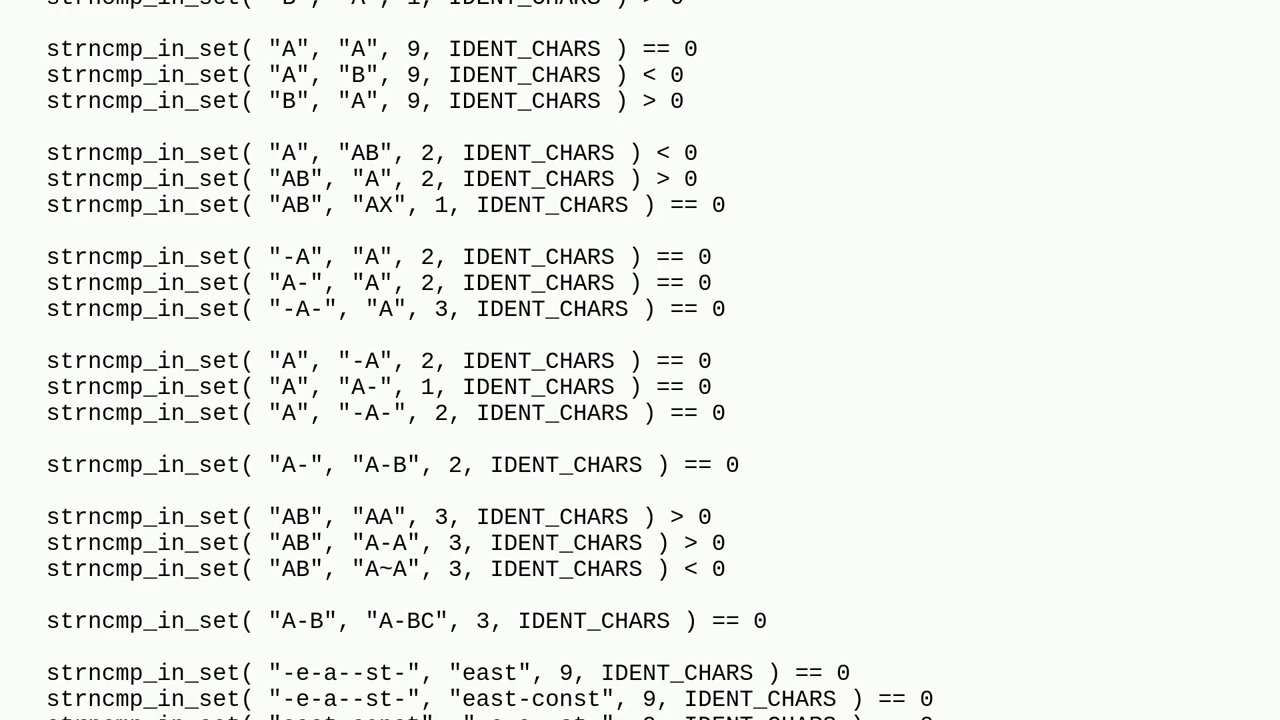 strncmp_in_set( "B", "A", 1, IDENT_CHARS ) > 0
strncmp_in_set( "A", "A", 9, IDENT_CHARS ) == 0
strncmp_in_set( "A", "B", 9, IDENT_CHARS ) < 0
strncmp_in_set( "B", "A", 9, IDENT_CHARS ) > 0
strncmp_in_set( "A", "AB", 2, IDENT_CHARS ) < 0
strncmp_in_set( "AB", "A", 2, IDENT_CHARS ) > 0
strncmp_in_set( "AB", "AX", 1, IDENT_CHARS ) == 0
strncmp_in_set( "-A", "A", 2, IDENT_CHARS ) == 0
strncmp_in_set( "A-", "A", 2, IDENT_CHARS ) == 0
strncmp_in_set( "-A-", "A", 3, IDENT_CHARS ) == 0
strncmp_in_set( "A", "-A", 2, IDENT_CHARS ) == 0
strncmp_in_set( "A", "A-", 1, IDENT_CHARS ) == 0
strncmp_in_set( "A", "-A-", 2, IDENT_CHARS ) == 0
strncmp_in_set( "A-", "A-B", 2, IDENT_CHARS ) == 0
strncmp_in_set( "AB", "AA", 3, IDENT_CHARS ) > 0
strncmp_in_set( "AB", "A-A", 3, IDENT_CHARS ) > 0
strncmp_in_set( "AB", "A~A", 3, IDENT_CHARS ) < 0
strncmp_in_set( "A-B", "A-BC", 3, IDENT_CHARS ) == 0
strncmp_in_set( "-e-a--st-", "east", 9, IDENT_CHARS ) == 0
strncmp_in_set( "-e-a--st-", "east-const", 9, IDENT_CHARS ) == 0